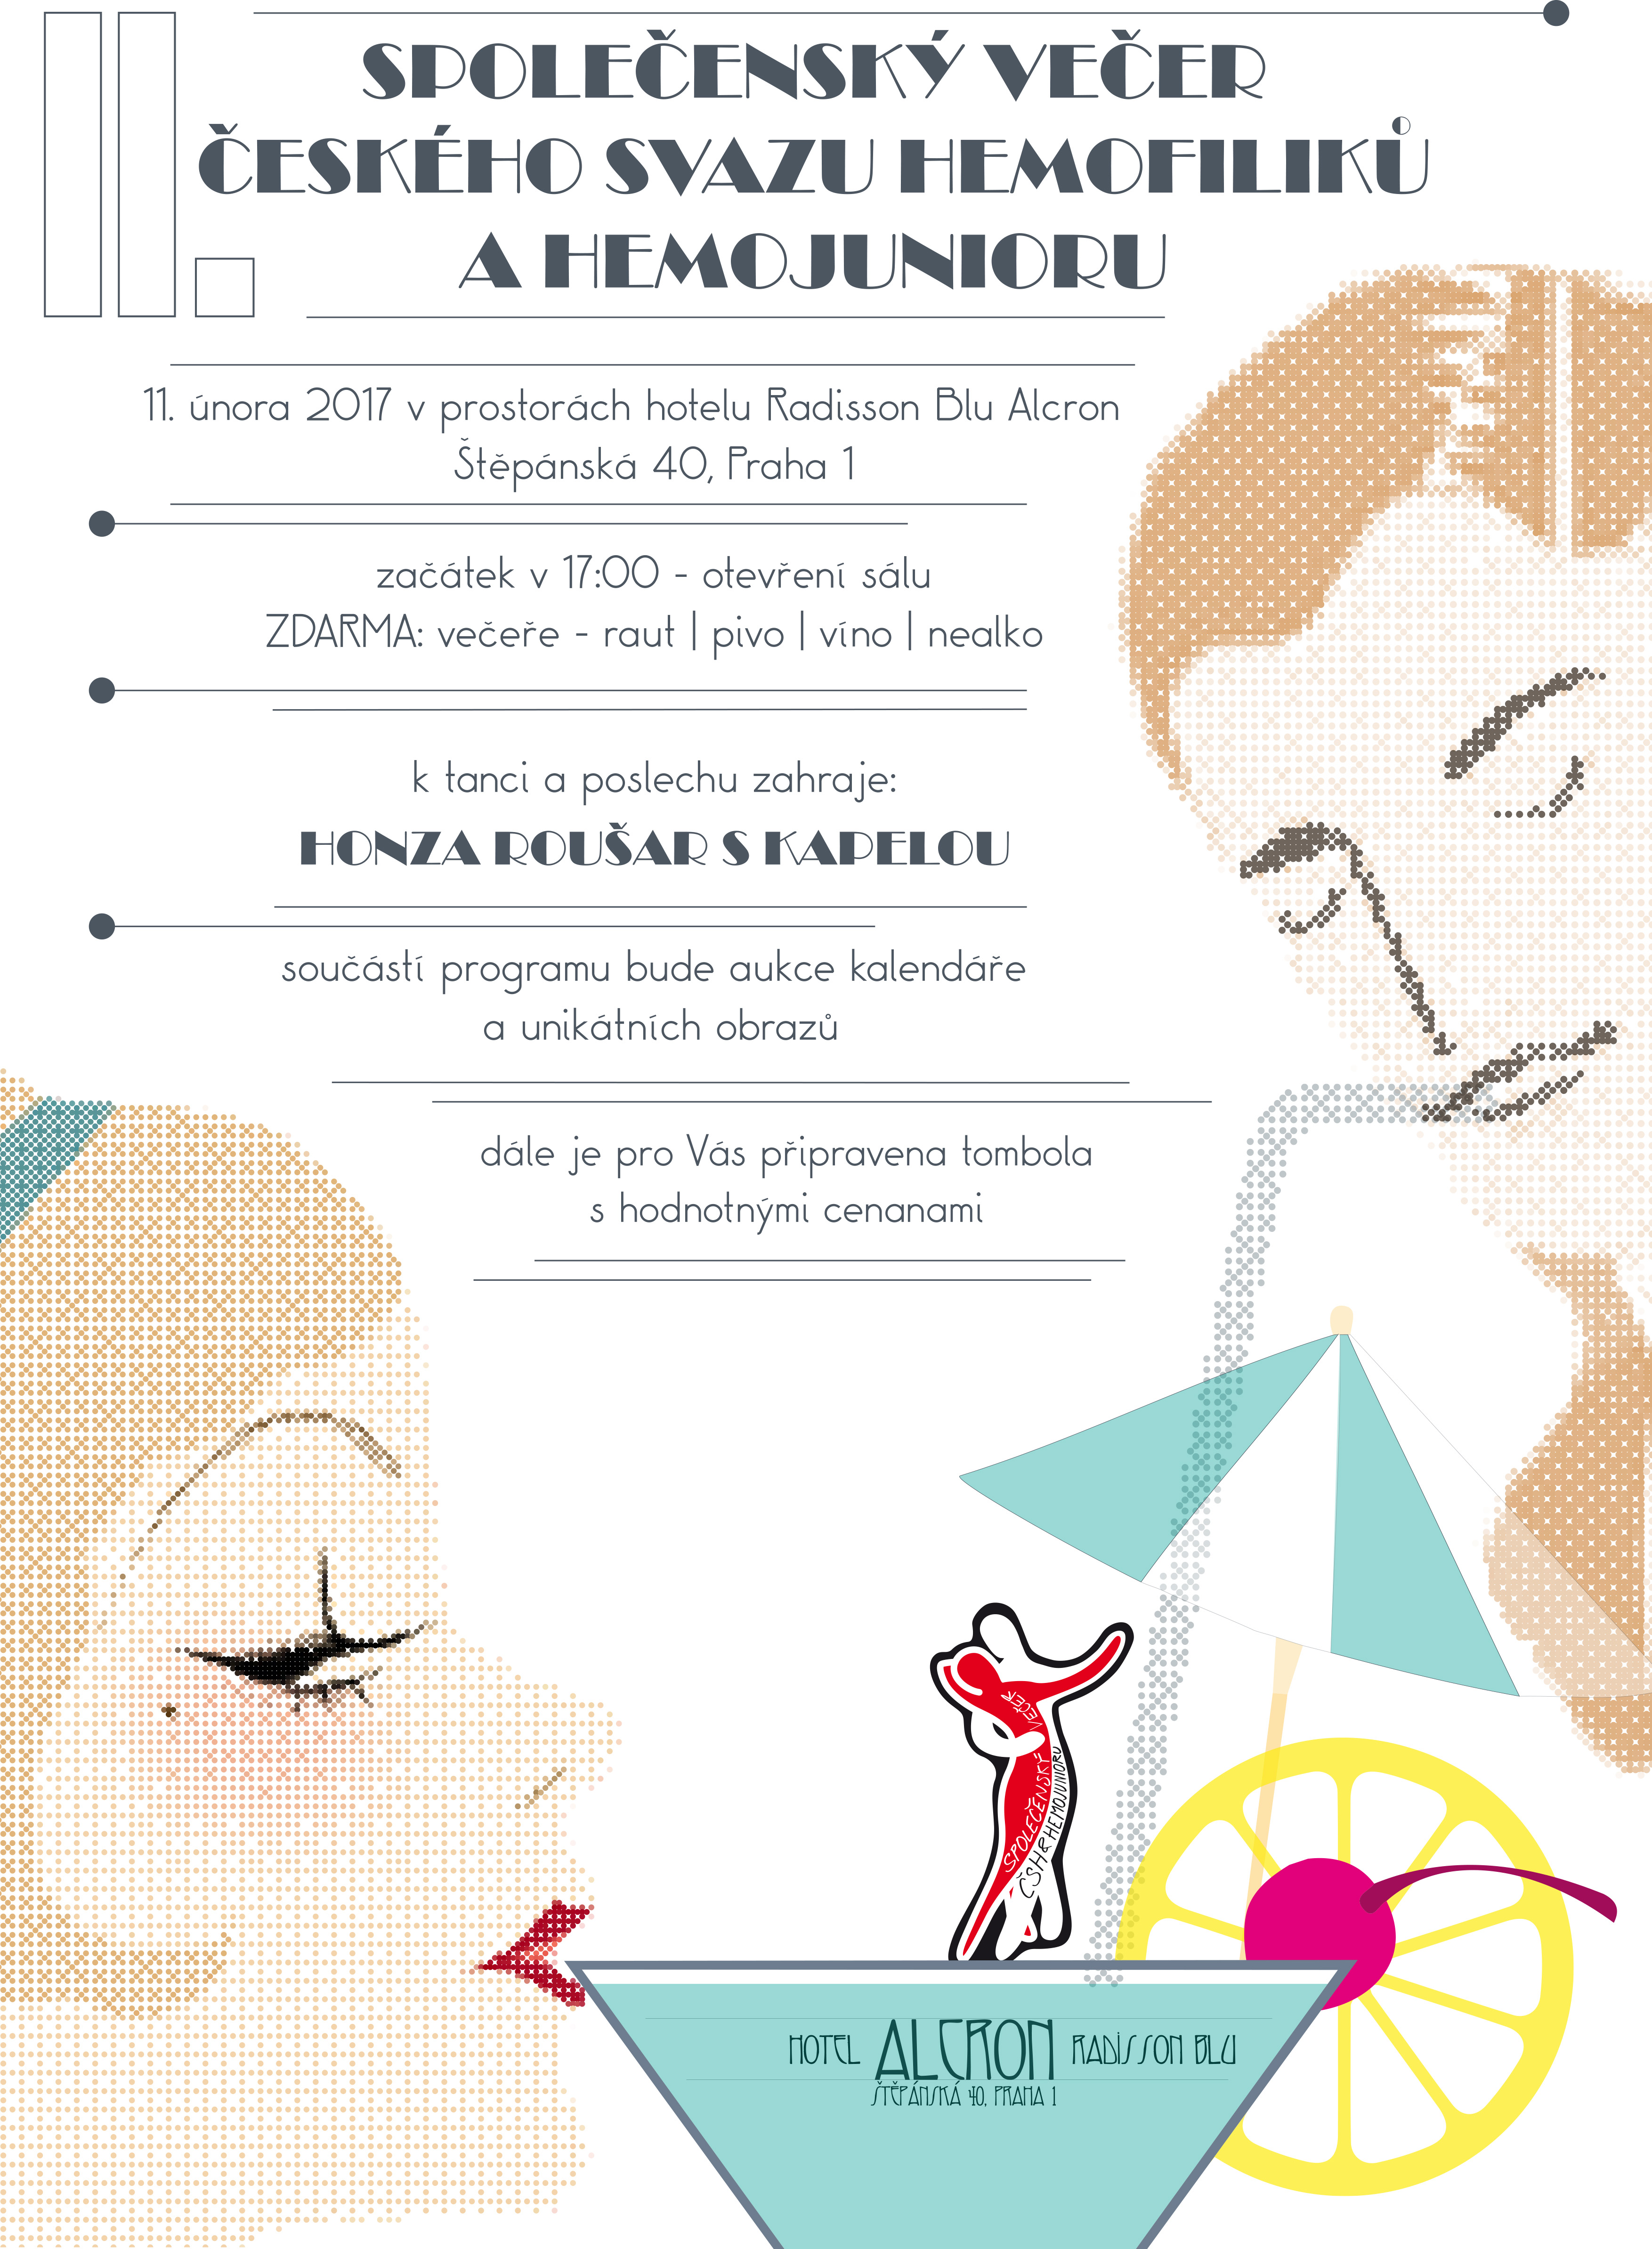 II.
SPOLEČENSKÝ VEČER
ČESKÉHO SVAZU HEMOFILIKŮ
A HEMOJUNIORU
11. února 2017 v prostorách hotelu Radisson Blu Alcron
Štěpánská 40, Praha 1
začátek v 17:00 - otevření sálu
ZDARMA: večeře - raut | pivo | víno | nealko
k tanci a poslechu zahraje:
HONZA ROUŠAR S KAPELOU
součástí programu bude aukce kalendáře
a unikátních obrazů
dále je pro Vás připravena tombola
s hodnotnými cenanami
SPOLEČENSKÝ VEČER
ČSH&HEMOJUNIORU
HOTEL ALCRON RADISSON BLU
ŠTĚPÁNSKÁ 40, PRAHA 1